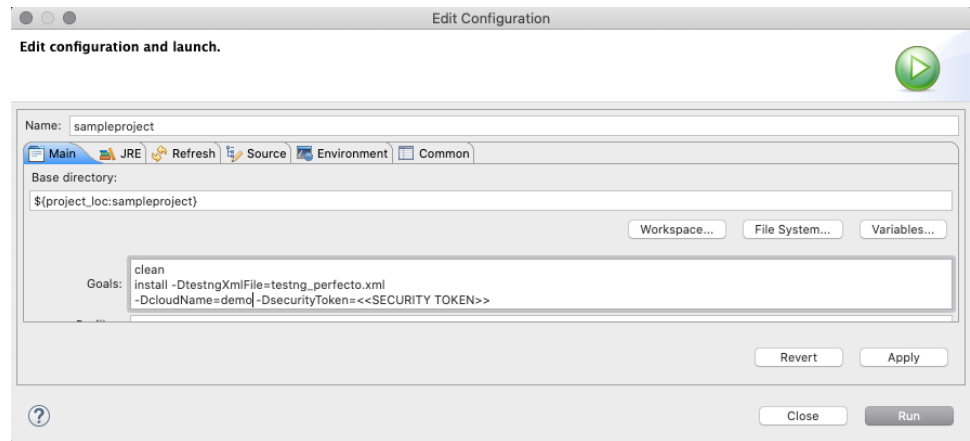 Edit Configuration
Edit configuration and launch.
Name: sampleproject
Main JRE Refresh Source Environment Common
Base directory:
${project_loc:sampleproject}
Workspace... File System... Variables...
clean
Goals: install -DtestngXmlFile=testng_perfecto.xml
-DcloudName=demo -DsecurityToken=<<SECURITY TOKEN>>
Revert Apply
? Close Run